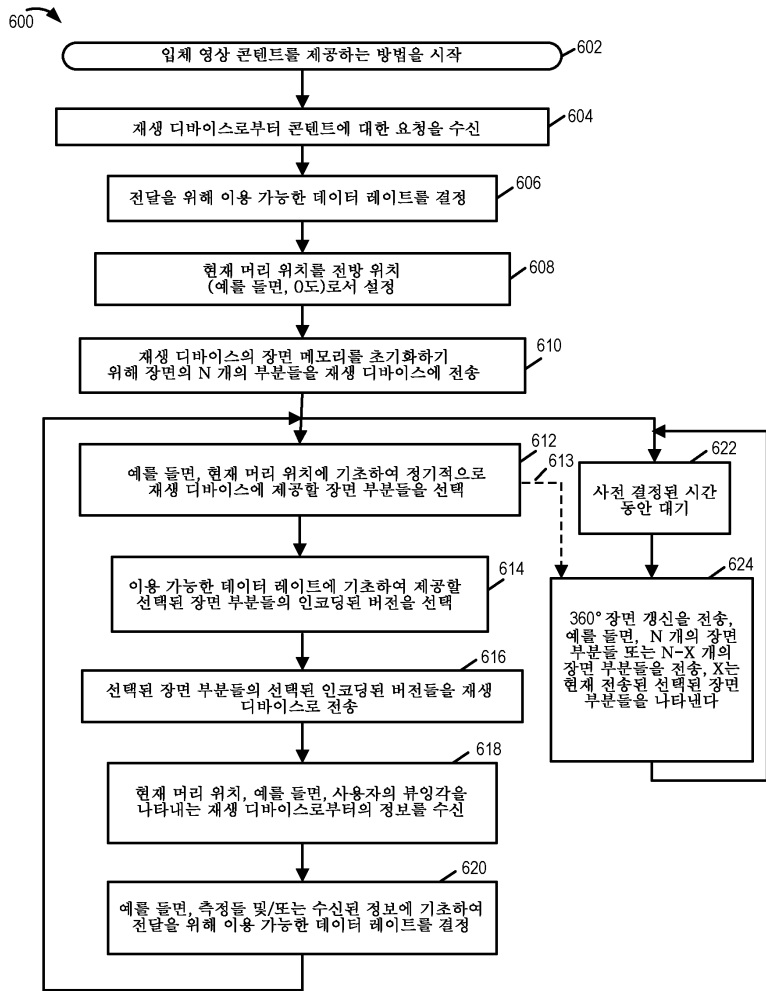 600
입체 영상 콘텐트를 제공하는 방법을 시작
602
재생 디바이스로부터 콘텐트에 대한 요청을 수신
604
전달을 위해 이용 가능한 데이터 레이트를 결정
606
현재 머리 위치를 전방 위치
(예를 들면, 0도)로서 설정
608
재생 디바이스의 장면 메모리를 초기화하기
위해 장면의 N 개의 부분들을 재생 디바이스에 전송
610
예를 들면, 현재 머리 위치에 기초하여 정기적으로
재생 디바이스에 제공할 장면 부분들을 선택
612
613
이용 가능한 데이터 레이트에 기초하여 제공할
선택된 장면 부분들의 인코딩된 버전을 선택
614
선택된 장면 부분들의 선택된 인코딩된 버전들을 재생
디바이스로 전송
616
현재 머리 위치, 예를 들면, 사용자의 뷰잉각을
나타내는 재생 디바이스로부터의 정보를 수신
618
예를 들면, 측정들 및/또는 수신된 정보에 기초하여
전달을 위해 이용 가능한 데이터 레이트를 결정
620
사전 결정된 시간
동안 대기
622
360° 장면 갱신을 전송,
예를 들면, N 개의 장면
부분들 또는 N-X 개의
장면 부분들을 전송, X는
현재 전송된 선택된 장면
부분들을 나타낸다
624